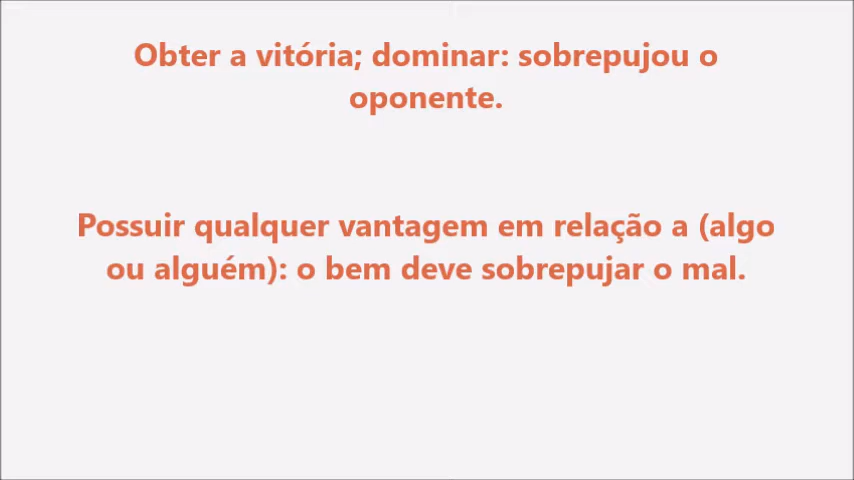 Obter a vitória; dominar: sobrepujou o
oponente.
Possuir qualquer vantagem em relação a (algo
ou alguém): o bem deve sobrepujar o mal.